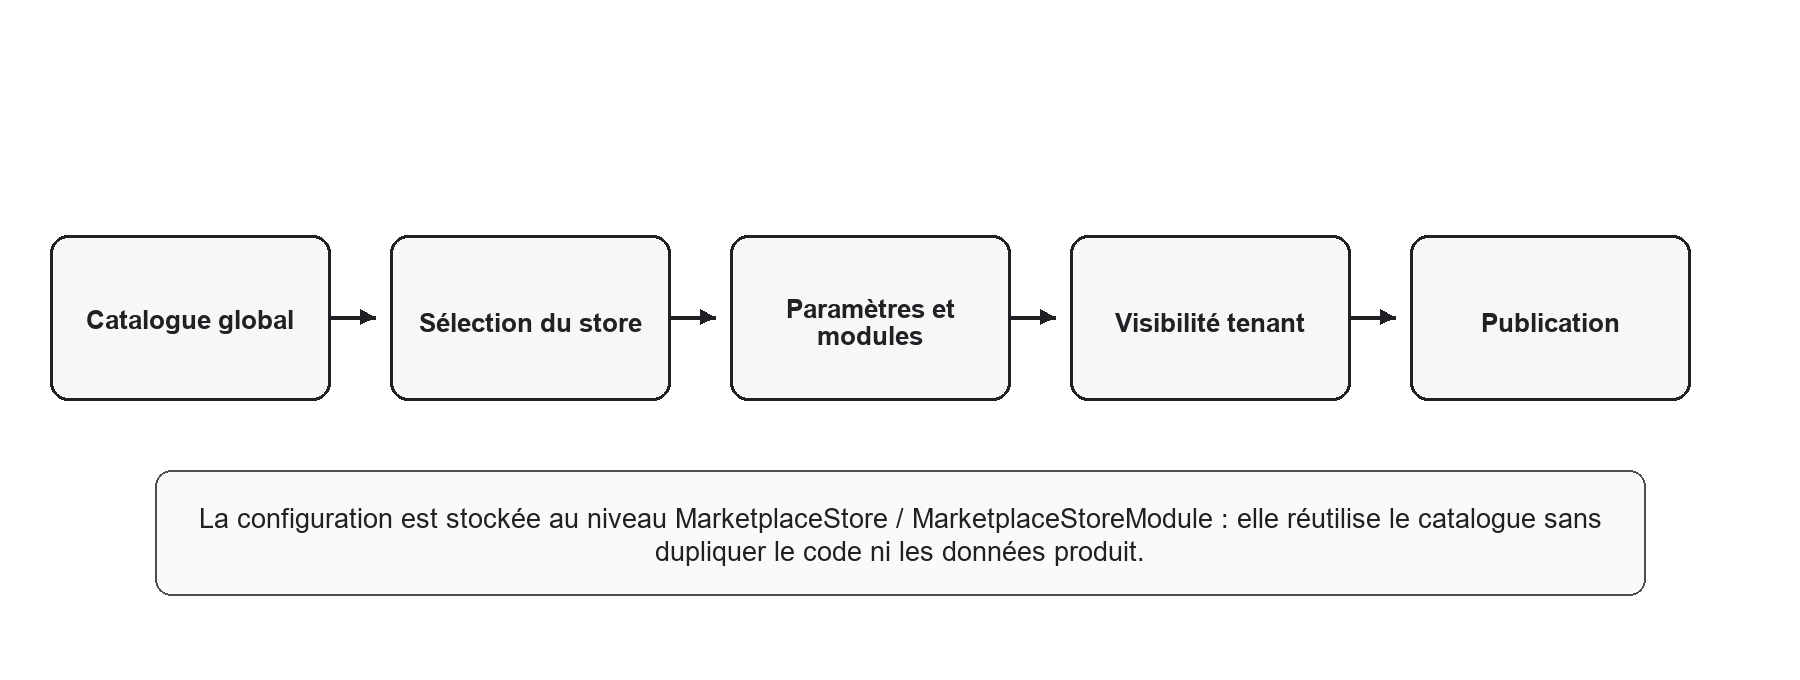 Catalogue global
Sélection du store
Paramètres et
modules
Visibilité tenant
Publication
La configuration est stockée au niveau MarketplaceStore / MarketplaceStoreModule : elle réutilise le catalogue sans
dupliquer le code ni les données produit.